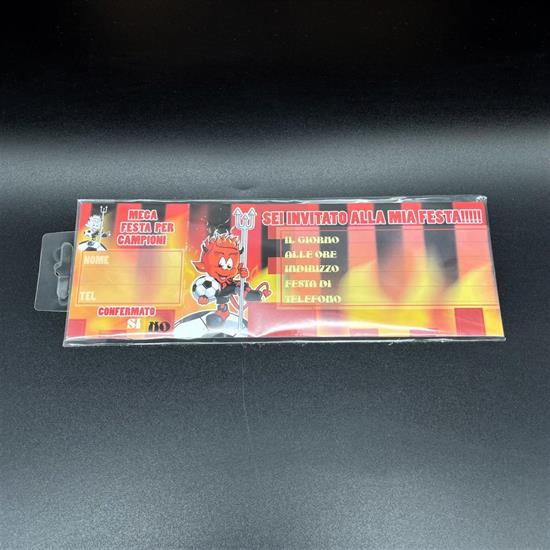 MEGA
FESTA PER
CAMPIONI
NOME
TEL
CONFERMATO
SI NO
SEI INVITATO ALLA MIA FESTA!!!!!
IL GIORNO
ALLE ORE
INDIRIZZO
FESTA DI
TELEFONO